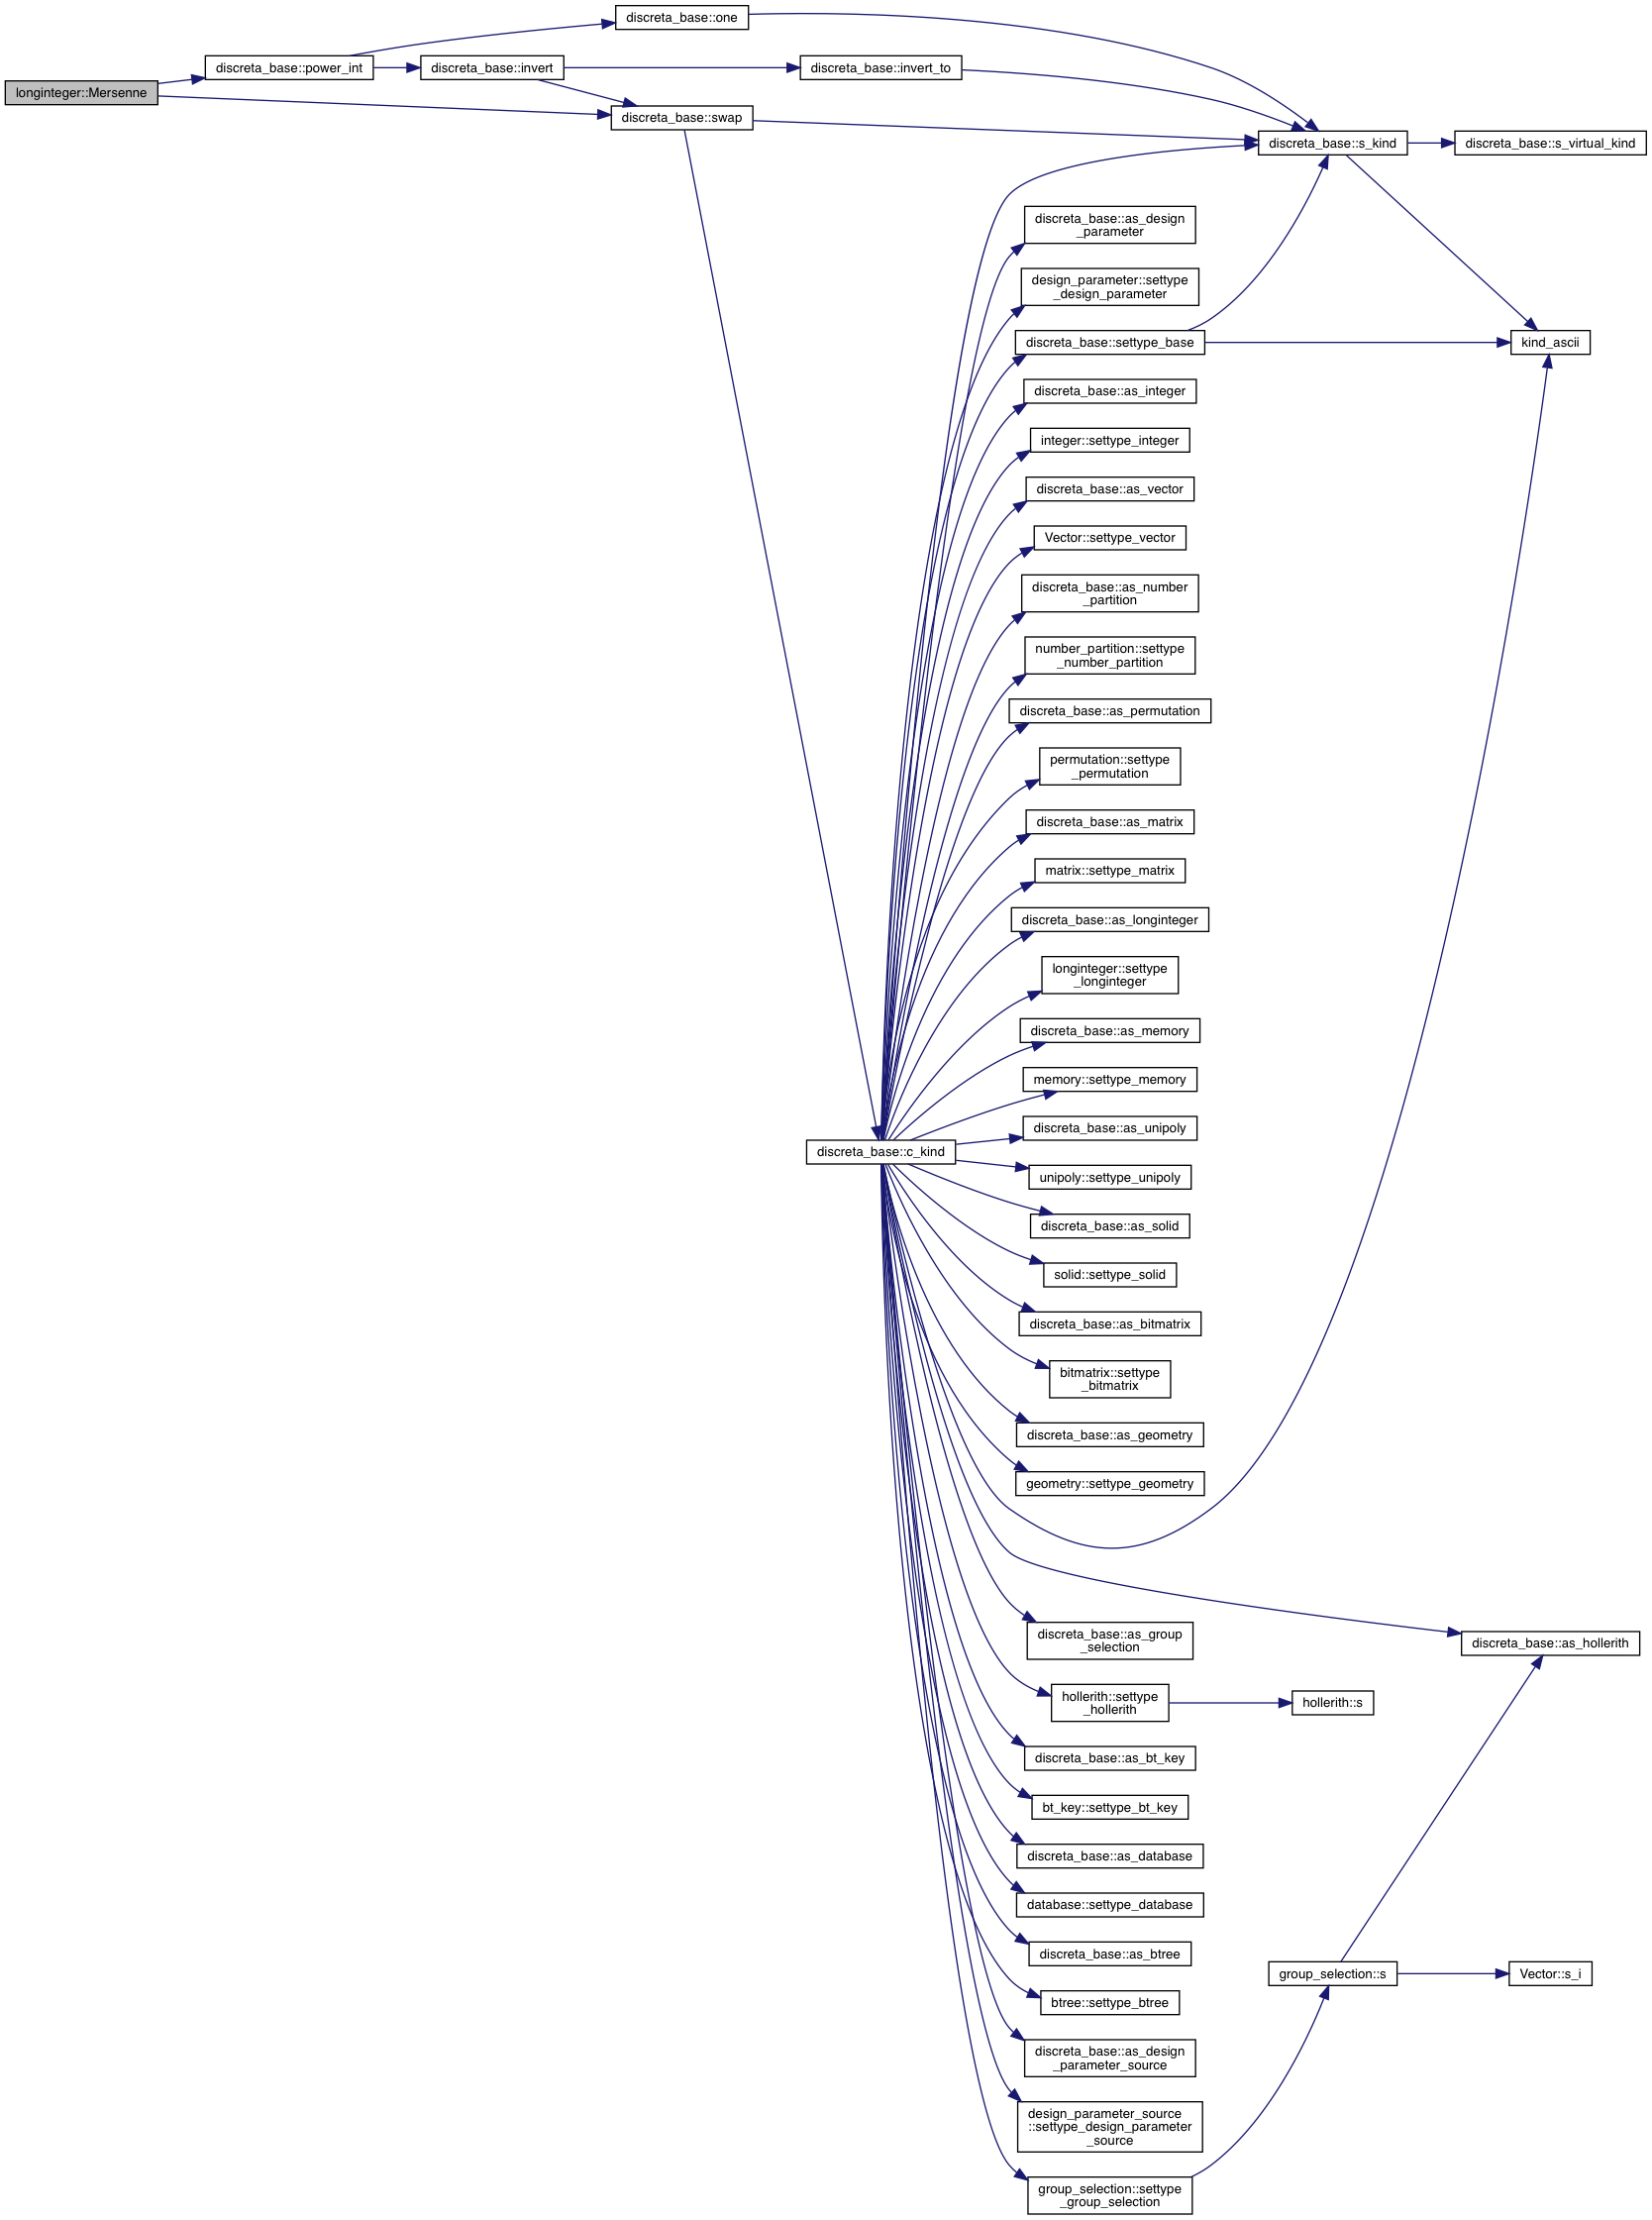 discreta_base::one
discreta_base::power_int
discreta_base::invert
discreta_base::invert_to
longinteger::Mersenne
discreta_base::swap
discreta_base::s_kind
discreta_base::s_virtual_kind
discreta_base::as_design
_parameter
design_parameter::settype
_design_parameter
discreta_base::settype_base
kind_ascii
discreta_base::as_integer
integer::settype_integer
discreta_base::as_vector
Vector::settype_vector
discreta_base::as_number
_partition
number_partition::settype
_number_partition
discreta_base::as_permutation
permutation::settype
_permutation
discreta_base::as_matrix
matrix::settype_matrix
discreta_base::as_longinteger
longinteger::settype
_longinteger
discreta_base::as_memory
memory::settype_memory
discreta_base::as_unipoly
discreta_base::c_kind
unipoly::settype_unipoly
discreta_base::as_solid
solid::settype_solid
discreta_base::as_bitmatrix
bitmatrix::settype
_bitmatrix
discreta_base::as_geometry
geometry::settype_geometry
discreta_base::as_group
_selection
discreta_base::as_hollerith
hollerith::settype
_hollerith
hollerith::s
discreta_base::as_bt_key
bt_key::settype_bt_key
discreta_base::as_database
database::settype_database
discreta_base::as_btree
group_selection::s
Vector::s_i
btree::settype_btree
discreta_base::as_design
_parameter_source
design_parameter_source
::settype_design_parameter
_source
group_selection::settype
_group_selection